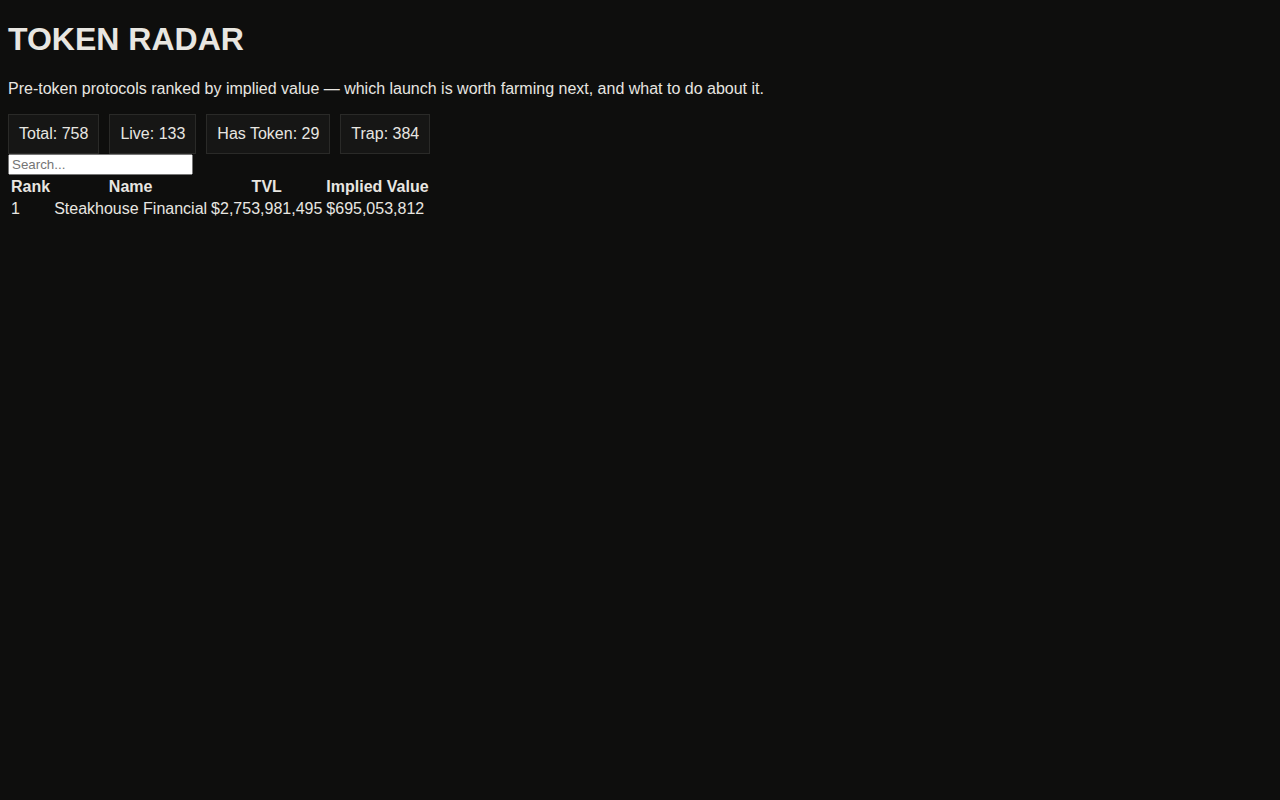 TOKEN RADAR
Pre-token protocols ranked by implied value — which launch is worth farming next, and what to do about it.
Total: 758 Live: 133 Has Token: 29 Trap: 384
Search...
Rank Name TVL Implied Value
1 Steakhouse Financial $2,753,981,495 $695,053,812